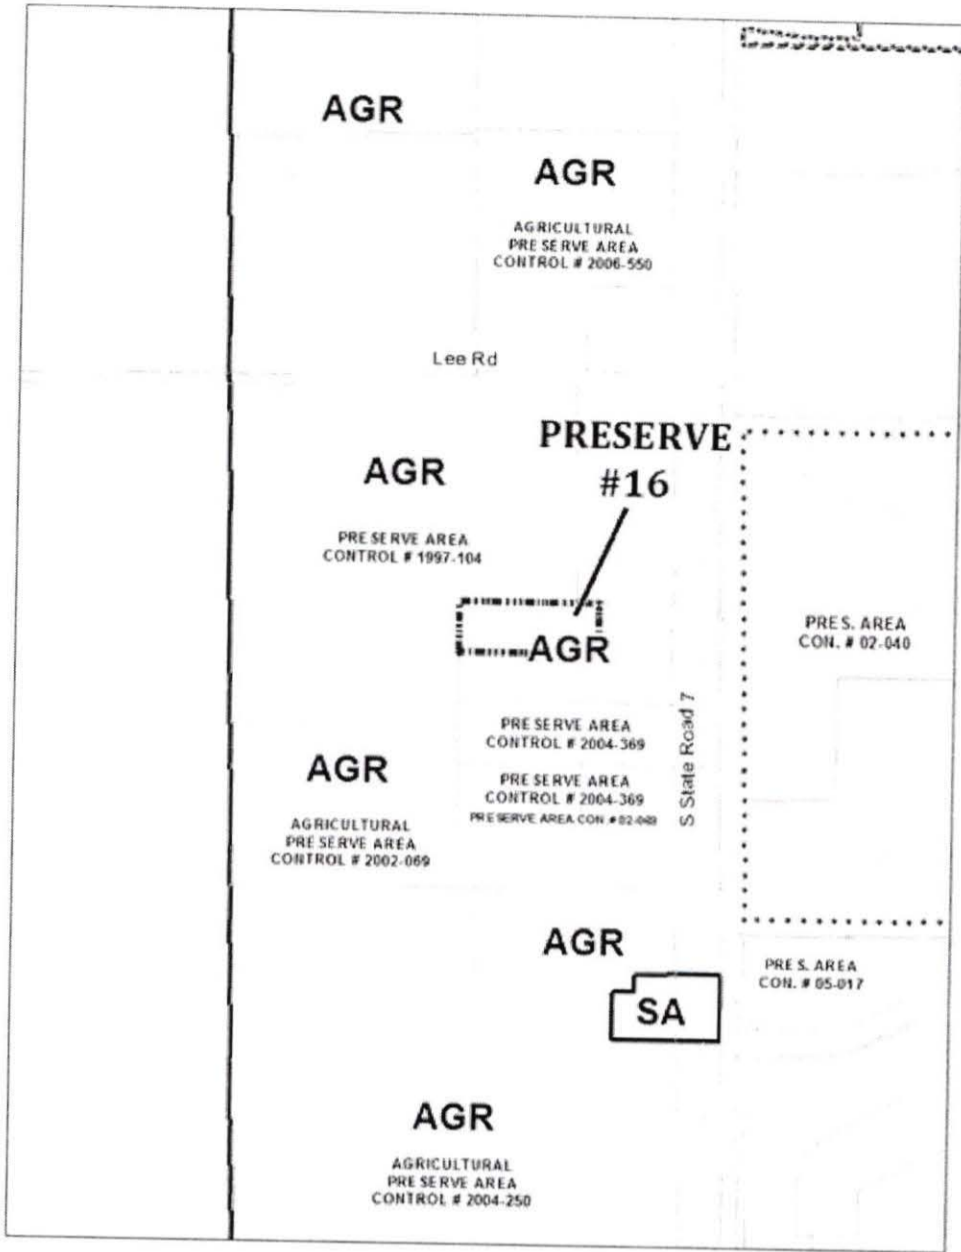 AGR
AGR
AGRICULTURAL
PRESERVE AREA
CONTROL # 2006-550
Lee Rd
PRESERVE
#16
AGR
PRESERVE AREA
CONTROL # 1997-104
PRES. AREA
CON. # 02-040
AGR
PRESERVE AREA
CONTROL # 2004-369
S State Road 7
AGR
PRESERVE AREA
CONTROL # 2004-369
PRESERVE AREA CON #
AGRICULTURAL
PRESERVE AREA
CONTROL # 2002-069
AGR
PRES. AREA
CON. # 05-017
SA
AGR
AGRICULTURAL
PRESERVE AREA
CONTROL # 2004-250